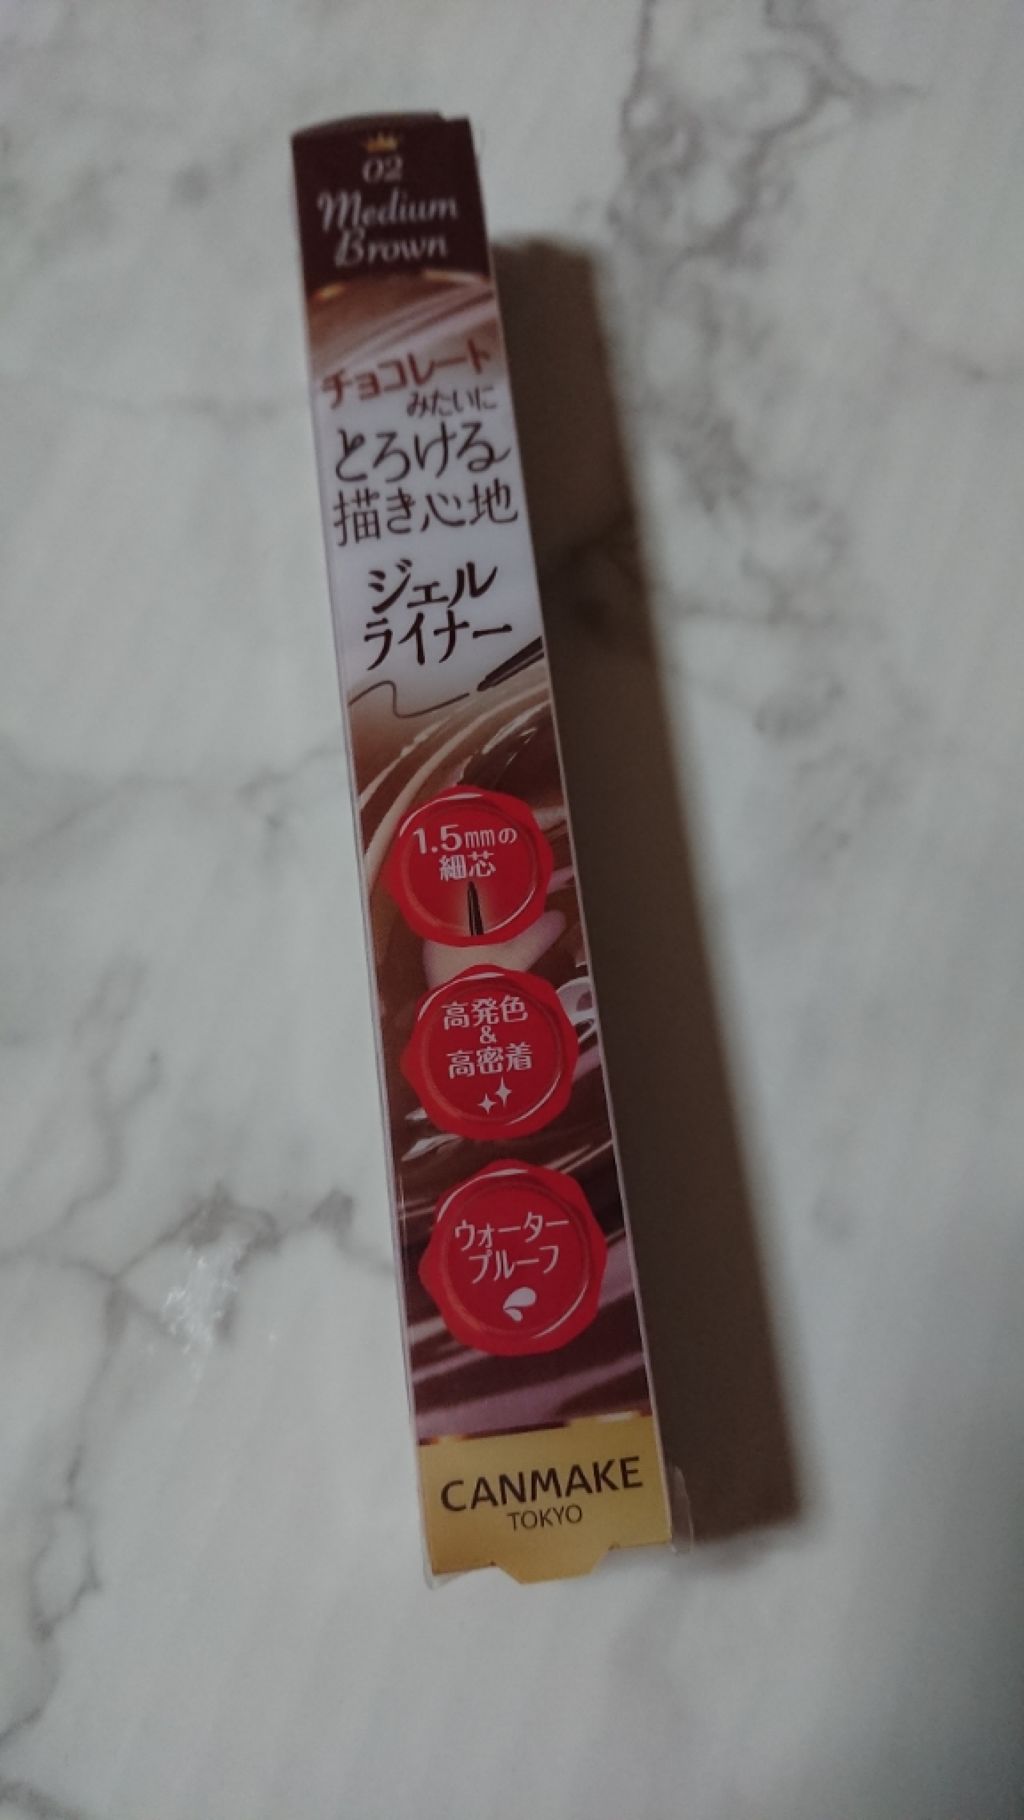 02
Medium
Brown
チョコレート
みたいに
とろける
描き心地
ジェル
ライナー
1.5mmの
細芯
高発色
&
高密着
ウォーター
プルーフ
CANMAKE
TOKYO